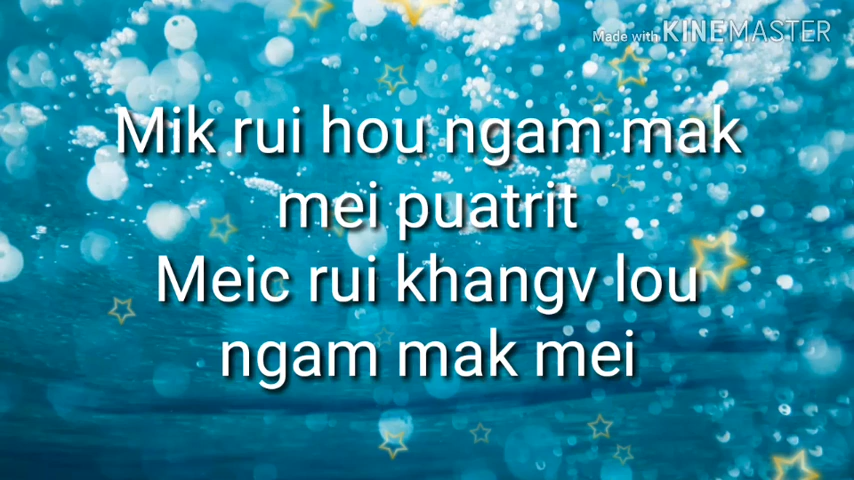 Made with KINEMASTER
Mik rui hou ngam mak
mei puatrit
Meic rui khangv lou
ngam mak mei